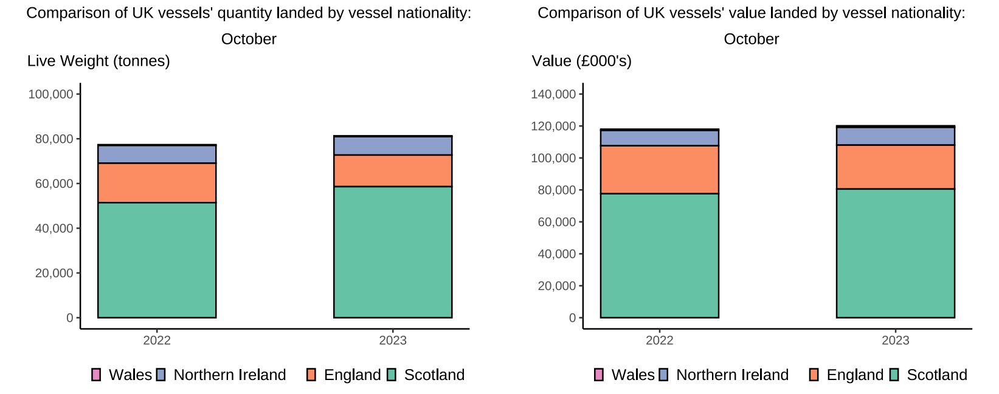 Comparison of UK vessels' quantity landed by vessel nationality:
October
Live Weight (tonnes)
100,000
80,000
60,000
40,000
20,000
0
2022
2023
Wales
Northern Ireland
England
Scotland
Comparison of UK vessels' value landed by vessel nationality:
October
Value (£000's)
140,000
120,000
100,000
80,000
60,000
40,000
20,000
0
2022
2023
Wales
Northern Ireland
England
Scotland